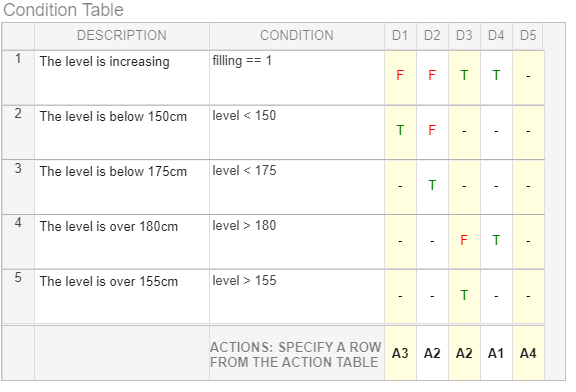 Condition Table
DESCRIPTION CONDITION D1 D2 D3 D4 D5
1 The level is increasing filling == 1 F F T T -
2 The level is below 150cm level < 150 T F - - -
3 The level is below 175cm level < 175 - T - - -
4 The level is over 180cm level > 180 - - F T -
5 The level is over 155cm level > 155 - - T - -
ACTIONS: SPECIFY A ROW
FROM THE ACTION TABLE A3 A2 A2 A1 A4